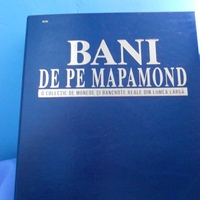 BANI
DE PE MAPAMOND
O COLECȚIE DE MONEDE ȘI BANCNOTE REALE DIN LUMEA LARGĂ